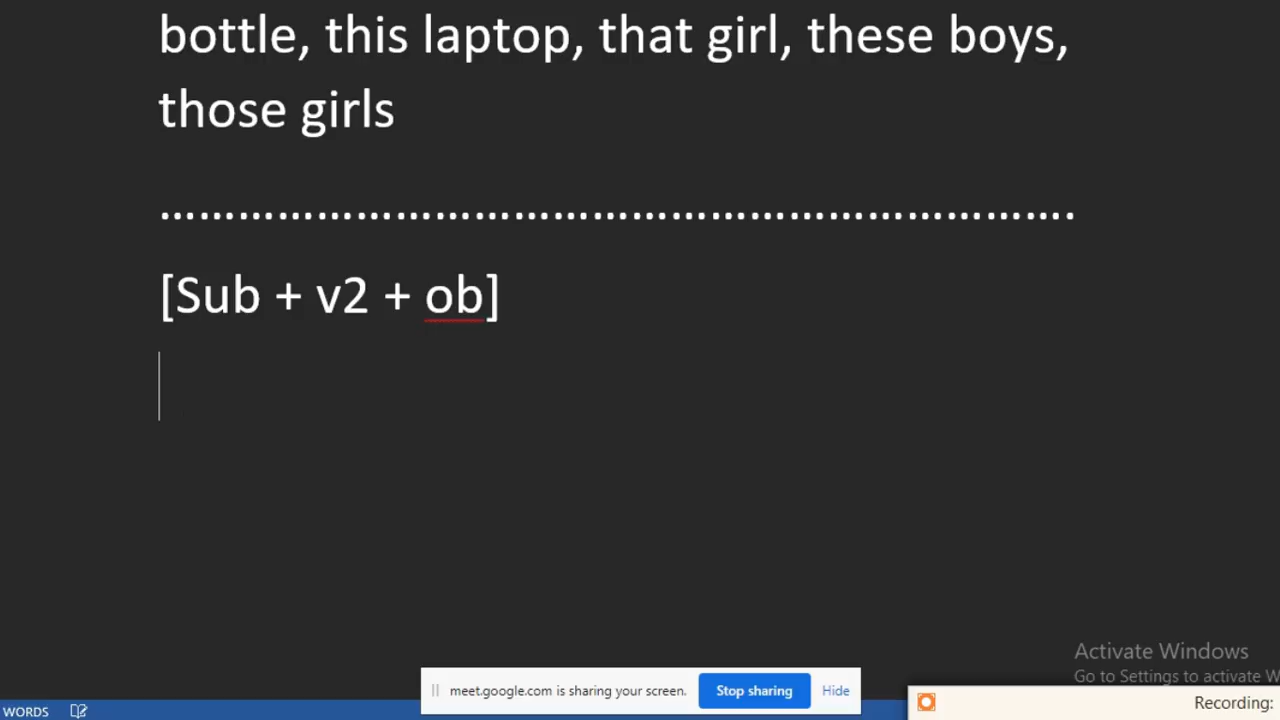 bottle, this laptop, that girl, these boys,
those girls
……………………………………………………………….
[Sub + v2 + ob]
Activate Windows
Go to Settings to activate W
meet.google.com is sharing your screen.
Stop sharing
Hide
Recording:
WORDS